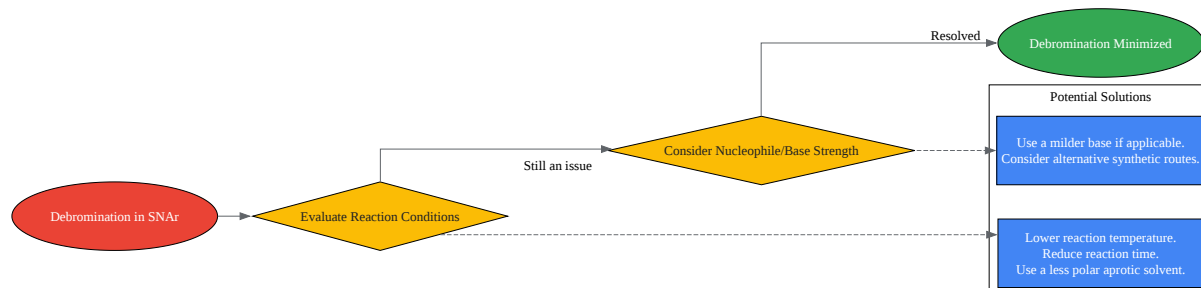 Resolved
Debromination Minimized
Potential Solutions
Consider Nucleophile/Base Strength
Use a milder base if applicable.
Consider alternative synthetic routes.
Still an issue
Debromination in SNAr
Evaluate Reaction Conditions
Lower reaction temperature.
Reduce reaction time.
Use a less polar aprotic solvent.